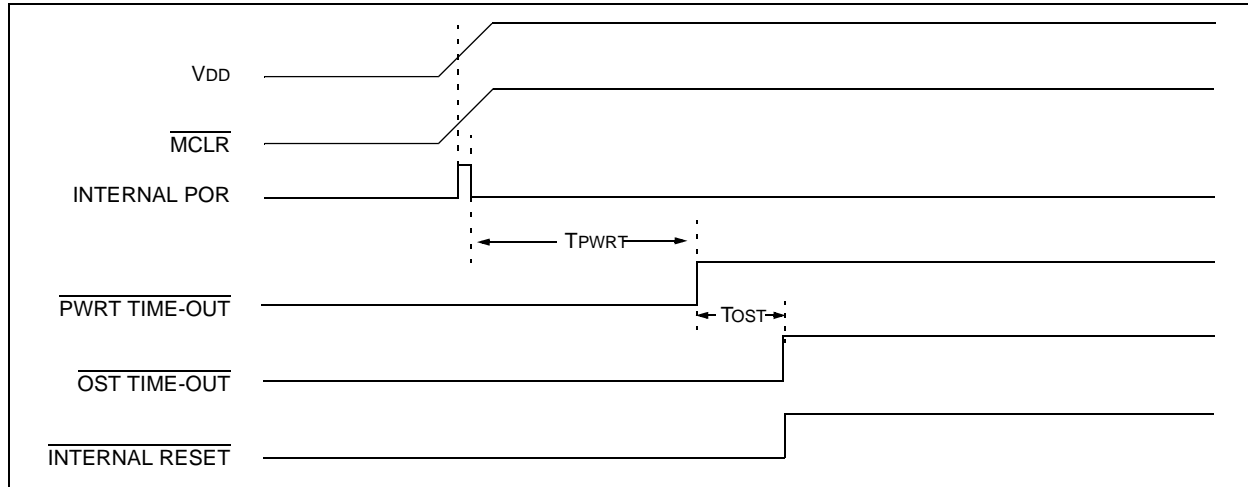 VDD
MCLR
INTERNAL POR
TPWRT
PWRT TIME-OUT
TOST
OST TIME-OUT
INTERNAL RESET